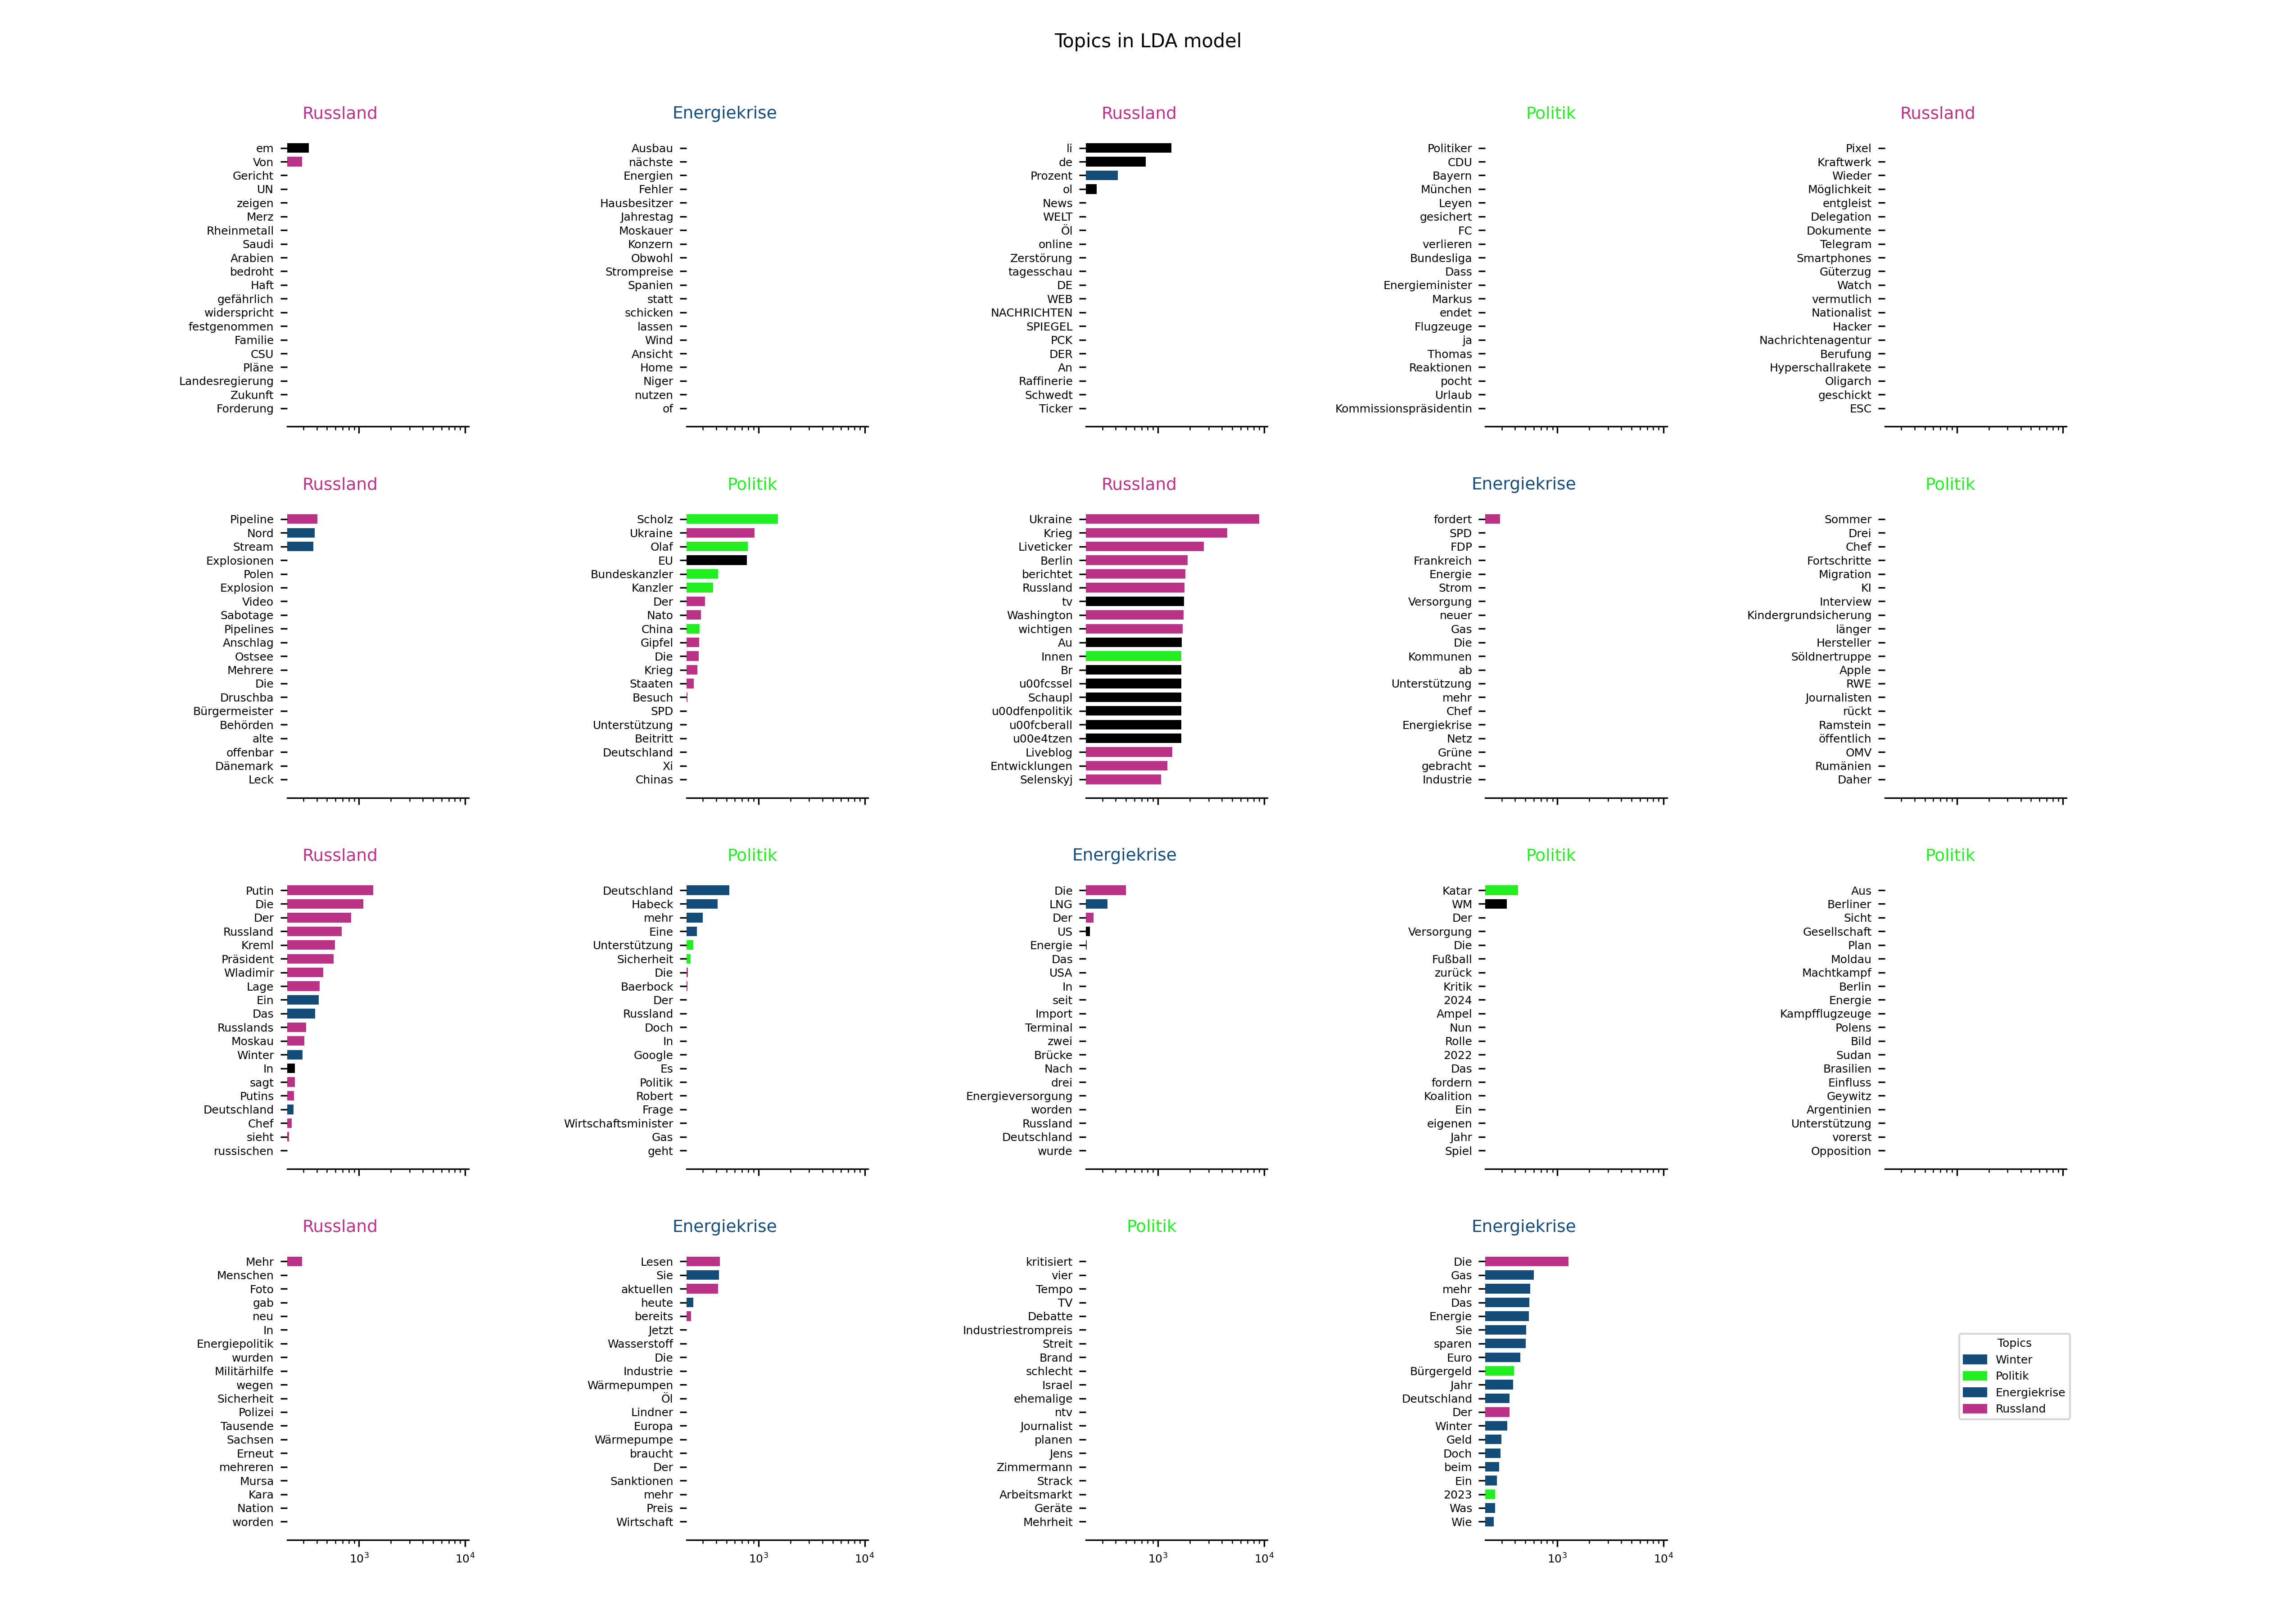 Topics in LDA model
Russland
em
Von
Gericht
UN
zeigen
Merz
Rheinmetall
Saudi
Arabien
bedroht
Haft
gefährlich
widerspricht
festgenommen
Familie
CSU
Pläne
Landesregierung
Zukunft
Forderung
Energiekrise
Ausbau
nächste
Energien
Fehler
Hausbesitzer
Jahrestag
Moskauer
Konzern
Obwohl
Strompreise
Spanien
statt
schicken
lassen
Wind
Ansicht
Home
Niger
nutzen
of
Russland
li
de
Prozent
ol
News
WELT
Öl
online
Zerstörung
tagesschau
DE
WEB
NACHRICHTEN
SPIEGEL
PCK
DER
An
Raffinerie
Schwedt
Ticker
Politik
Politiker
CDU
Bayern
München
Leyen
gesichert
FC
verlieren
Bundesliga
Dass
Energieminister
Markus
endet
Flugzeuge
ja
Thomas
Reaktionen
pocht
Urlaub
Kommissionspräsidentin
Russland
Pixel
Kraftwerk
Wieder
Möglichkeit
entgleist
Delegation
Dokumente
Telegram
Smartphones
Güterzug
Watch
vermutlich
Nationalist
Hacker
Nachrichtenagentur
Berufung
Hyperschallrakete
Oligarch
geschickt
ESC
Russland
Pipeline
Nord
Stream
Explosionen
Polen
Explosion
Video
Sabotage
Pipelines
Anschlag
Ostsee
Mehrere
Die
Druschba
Bürgermeister
Behörden
alte
offenbar
Dänemark
Leck
Politik
Scholz
Ukraine
Olaf
EU
Bundeskanzler
Kanzler
Der
Nato
China
Gipfel
Die
Krieg
Staaten
Besuch
SPD
Unterstützung
Beitritt
Deutschland
Xi
Chinas
Russland
Ukraine
Krieg
Liveticker
Berlin
berichtet
Russland
tv
Washington
wichtigen
Au
Innen
Br
u00fcssel
Schaupl
u00dfenpolitik
u00fcberall
u00e4tzen
Liveblog
Entwicklungen
Selenskyj
Energiekrise
fordert
SPD
FDP
Frankreich
Energie
Strom
Versorgung
neuer
Gas
Die
Kommunen
ab
Unterstützung
mehr
Chef
Energiekrise
Netz
Grüne
gebracht
Industrie
Politik
Sommer
Drei
Chef
Fortschritte
Migration
KI
Interview
Kindergrundsicherung
länger
Hersteller
Söldnertruppe
Apple
RWE
Journalisten
rückt
Ramstein
öffentlich
OMV
Rumänien
Daher
Russland
Putin
Die
Der
Russland
Kreml
Präsident
Wladimir
Lage
Ein
Das
Russlands
Moskau
Winter
In
sagt
Putins
Deutschland
Chef
sieht
russischen
Politik
Deutschland
Habeck
mehr
Eine
Unterstützung
Sicherheit
Die
Baerbock
Der
Russland
Doch
In
Google
Es
Politik
Robert
Frage
Wirtschaftsminister
Gas
geht
Energiekrise
Die
LNG
Der
US
Energie
Das
USA
In
seit
Import
Terminal
zwei
Brücke
Nach
drei
Energieversorgung
worden
Russland
Deutschland
wurde
Politik
Katar
WM
Der
Versorgung
Die
Fußball
zurück
Kritik
2024
Ampel
Nun
Rolle
2022
Das
fordern
Koalition
Ein
eigenen
Jahr
Spiel
Politik
Aus
Berliner
Sicht
Gesellschaft
Plan
Moldau
Machtkampf
Berlin
Energie
Kampfflugzeuge
Polens
Bild
Sudan
Brasilien
Einfluss
Geywitz
Argentinien
Unterstützung
vorerst
Opposition
Russland
Mehr
Menschen
Foto
gab
neu
In
Energiepolitik
wurden
Militärhilfe
wegen
Sicherheit
Polizei
Tausende
Sachsen
Erneut
mehreren
Mursa
Kara
Nation
worden
10³ 10⁴
Energiekrise
Lesen
Sie
aktuellen
heute
bereits
Jetzt
Wasserstoff
Die
Industrie
Wärmepumpen
Öl
Lindner
Europa
Wärmepumpe
braucht
Der
Sanktionen
mehr
Preis
Wirtschaft
10³ 10⁴
Politik
kritisiert
vier
Tempo
TV
Debatte
Industriestrompreis
Streit
Brand
schlecht
Israel
ehemalige
ntv
Journalist
planen
Jens
Zimmermann
Strack
Arbeitsmarkt
Geräte
Mehrheit
10³ 10⁴
Energiekrise
Die
Gas
mehr
Das
Energie
Sie
sparen
Euro
Bürgergeld
Jahr
Deutschland
Der
Winter
Geld
Doch
beim
Ein
2023
Was
Wie
10³ 10⁴
Topics
Winter
Politik
Energiekrise
Russland